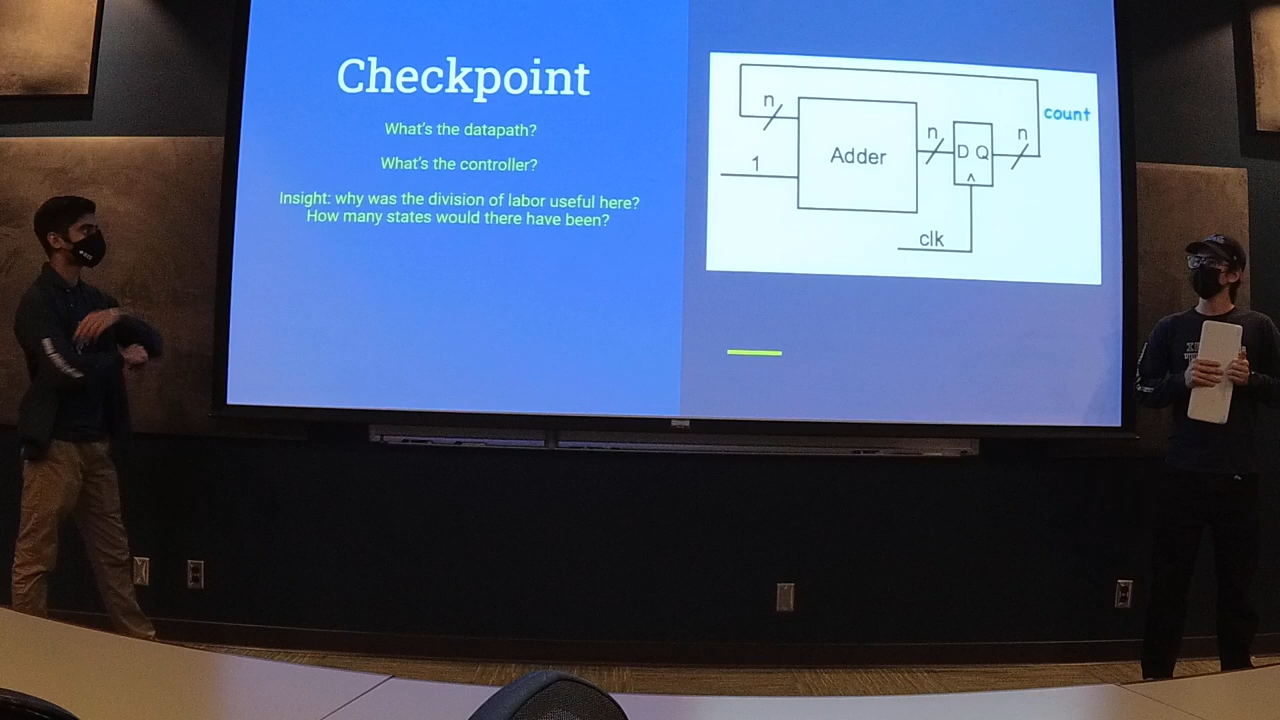 Checkpoint
What's the datapath?
What's the controller?
Insight: why was the division of labor useful here?
How many states would there have been?
n
1
Adder
n
D Q
n
count
clk